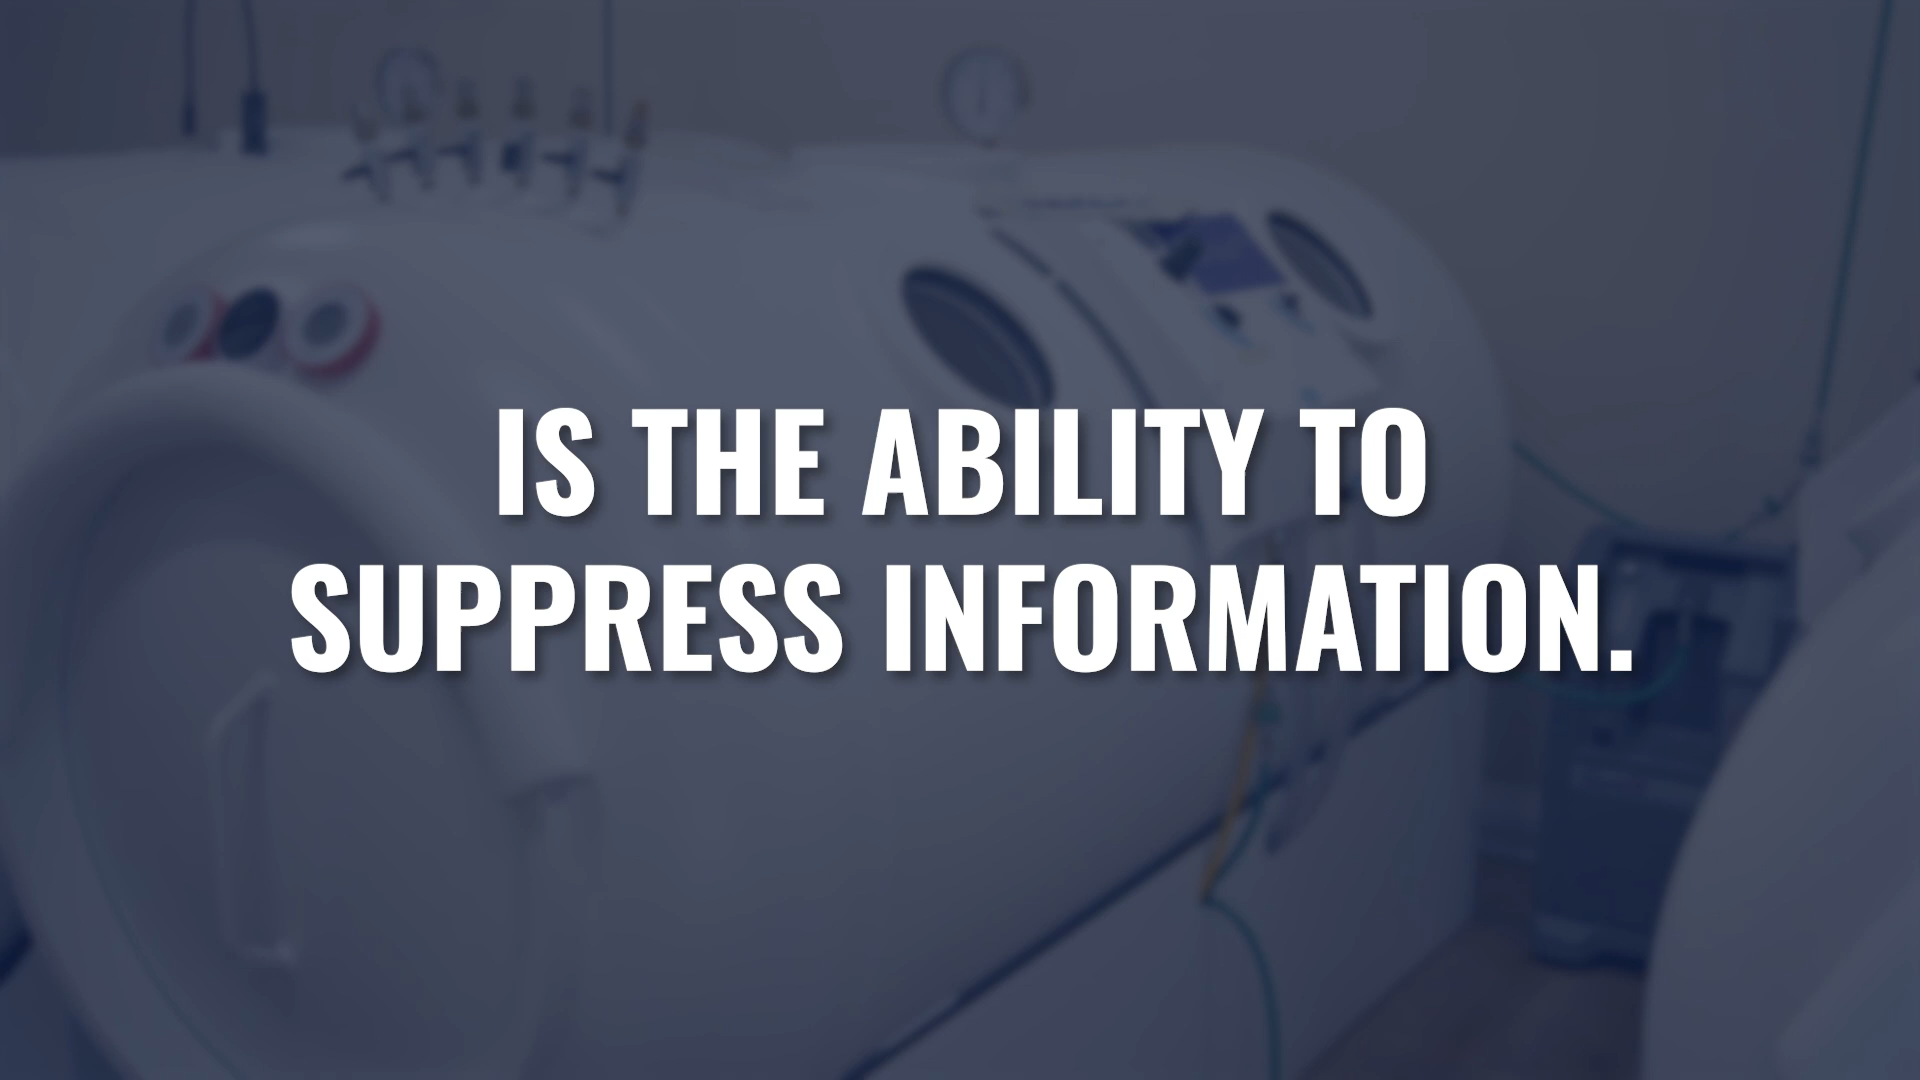 IS THE ABILITY TO
SUPPRESS INFORMATION.